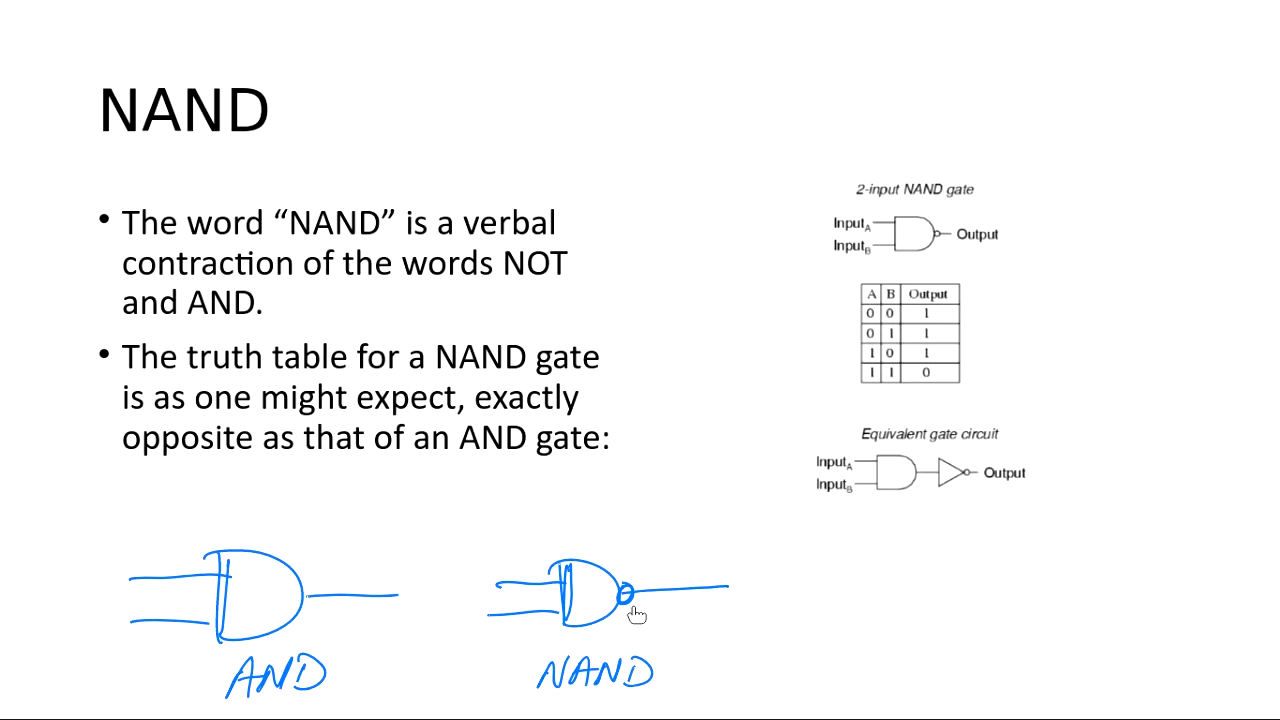 NAND
• The word “NAND” is a verbal
contraction of the words NOT
and AND.
• The truth table for a NAND gate
is as one might expect, exactly
opposite as that of an AND gate:
2-input NAND gate
InputA
InputB
Output
A B Output
0 0 1
0 1 1
1 0 1
1 1 0
Equivalent gate circuit
InputA
InputB
Output
AND
NAND